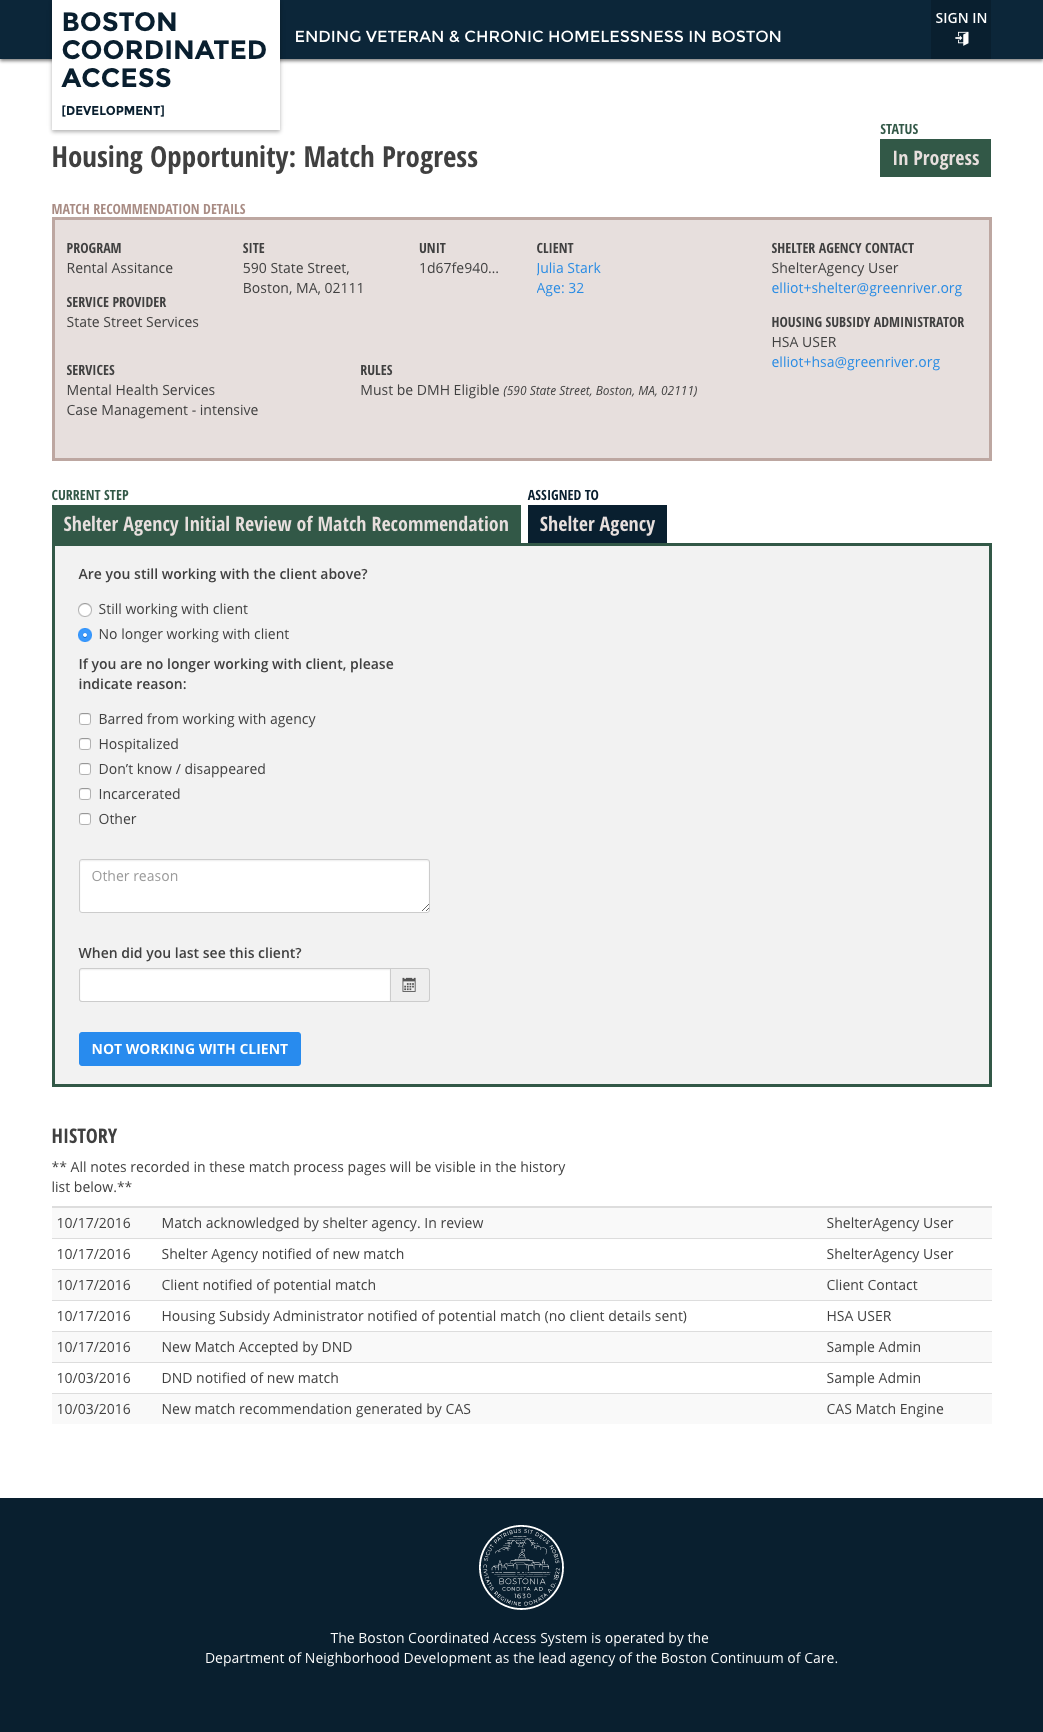 BOSTON
COORDINATED
ACCESS
[DEVELOPMENT]
ENDING VETERAN & CHRONIC HOMELESSNESS IN BOSTON
SIGN IN
Housing Opportunity: Match Progress
STATUS
In Progress
MATCH RECOMMENDATION DETAILS
PROGRAM
Rental Assitance
SERVICE PROVIDER
State Street Services
SITE
590 State Street,
Boston, MA, 02111
UNIT
1d67fe940...
CLIENT
Julia Stark
Age: 32
SHELTER AGENCY CONTACT
ShelterAgency User
elliot+shelter@greenriver.org
HOUSING SUBSIDY ADMINISTRATOR
HSA USER
elliot+hsa@greenriver.org
SERVICES
Mental Health Services
Case Management - intensive
RULES
Must be DMH Eligible (590 State Street, Boston, MA, 02111)
CURRENT STEP
Shelter Agency Initial Review of Match Recommendation
ASSIGNED TO
Shelter Agency
Are you still working with the client above?
Still working with client
No longer working with client
If you are no longer working with client, please
indicate reason:
Barred from working with agency
Hospitalized
Don't know / disappeared
Incarcerated
Other
Other reason
When did you last see this client?
NOT WORKING WITH CLIENT
HISTORY
** All notes recorded in these match process pages will be visible in the history
list below.**
10/17/2016 Match acknowledged by shelter agency. In review ShelterAgency User
10/17/2016 Shelter Agency notified of new match ShelterAgency User
10/17/2016 Client notified of potential match Client Contact
10/17/2016 Housing Subsidy Administrator notified of potential match (no client details sent) HSA USER
10/17/2016 New Match Accepted by DND Sample Admin
10/03/2016 DND notified of new match Sample Admin
10/03/2016 New match recommendation generated by CAS CAS Match Engine
SICUT PATRIBUS SIT DEUS NOBIS
CIVITATIS REGIMINE DONATA A.D. 1822
BOSTONIA
CONDITA AD
1630
The Boston Coordinated Access System is operated by the
Department of Neighborhood Development as the lead agency of the Boston Continuum of Care.